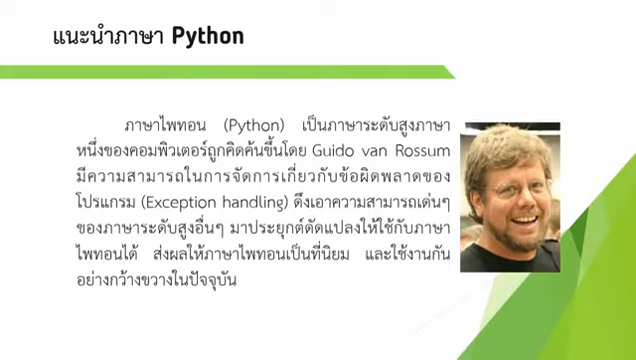 แนะนำภาษา Python
ภาษาไพทอน (Python) เป็นภาษาระดับสูงภาษา
หนึ่งของคอมพิวเตอร์ถูกคิดค้นขึ้นโดย Guido van Rossum
มีความสามารถในการจัดการเกี่ยวกับข้อผิดพลาดของ
โปรแกรม (Exception handling) ดึงเอาความสามารถเด่นๆ
ของภาษาระดับสูงอื่นๆ มาประยุกต์ดัดแปลงให้ใช้กับภาษา
ไพทอนได้ ส่งผลให้ภาษาไพทอนเป็นที่นิยม และใช้งานกัน
อย่างกว้างขวางในปัจจุบัน